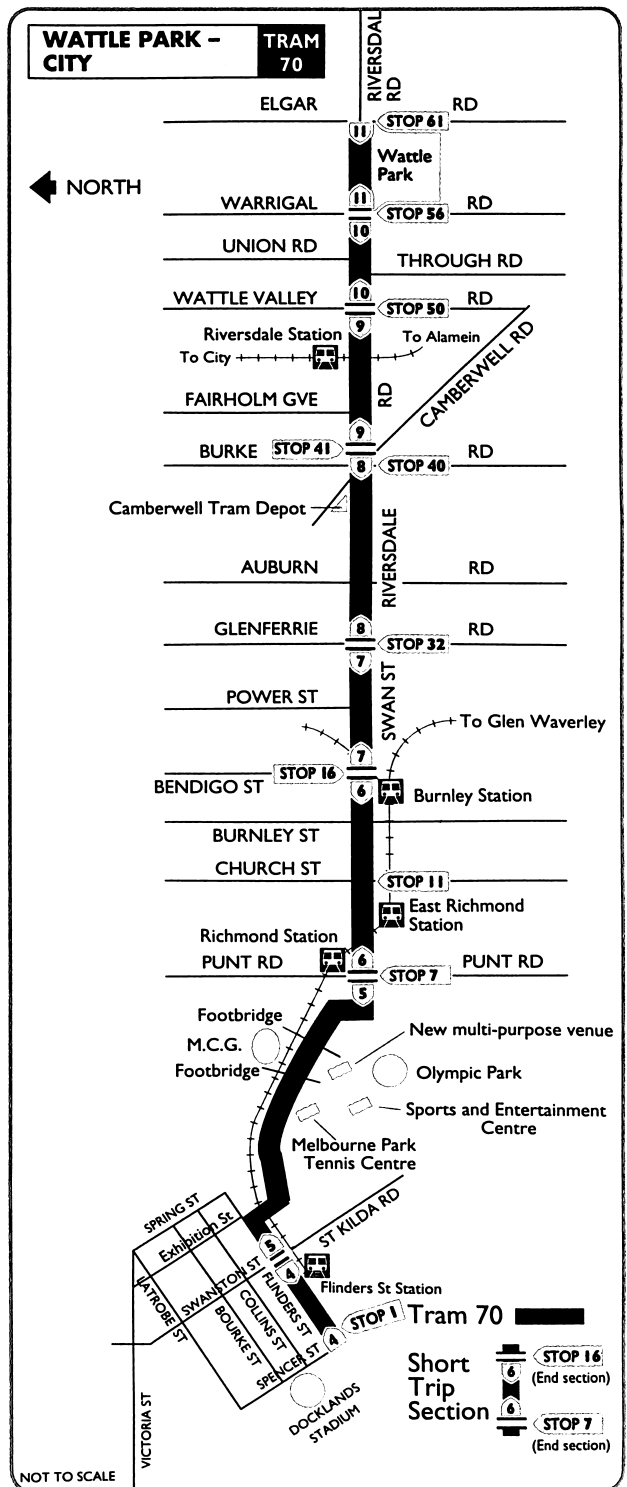 WATTLE PARK –
CITY
TRAM
70
RIVERSDAL
RD
ELGAR
RD
STOP 61
11
Wattle
Park
NORTH
11
WARRIGAL
STOP 56
RD
10
UNION RD
THROUGH RD
10
WATTLE VALLEY
STOP 50
RD
9
Riversdale Station
To City
To Alamein
CAMBERWELL RD
RD
FAIRHOLM GVE
9
BURKE
STOP 41
8
STOP 40
RD
Camberwell Tram Depot
RIVERSDALE
AUBURN
RD
8
GLENFERRIE
STOP 32
RD
7
SWAN ST
POWER ST
To Glen Waverley
7
STOP 16
BENDIGO ST
6
Burnley Station
BURNLEY ST
CHURCH ST
STOP 11
East Richmond
Station
Richmond Station
6
PUNT RD
STOP 7
PUNT RD
5
Footbridge
New multi-purpose venue
M.C.G.
Footbridge
Olympic Park
Sports and Entertainment
Centre
Melbourne Park
Tennis Centre
SPRING ST
Exhibition St
ST KILDA RD
5
4
SWANSTON ST
LATROBE ST
FLINDERS ST
COLLINS ST
BOURKE ST
SPENCER ST
Flinders St Station
4
STOP 1
Tram 70
DOCKLANDS
STADIUM
VICTORIA ST
Short
Trip
Section
STOP 16
6
(End section)
6
STOP 7
(End section)
NOT TO SCALE